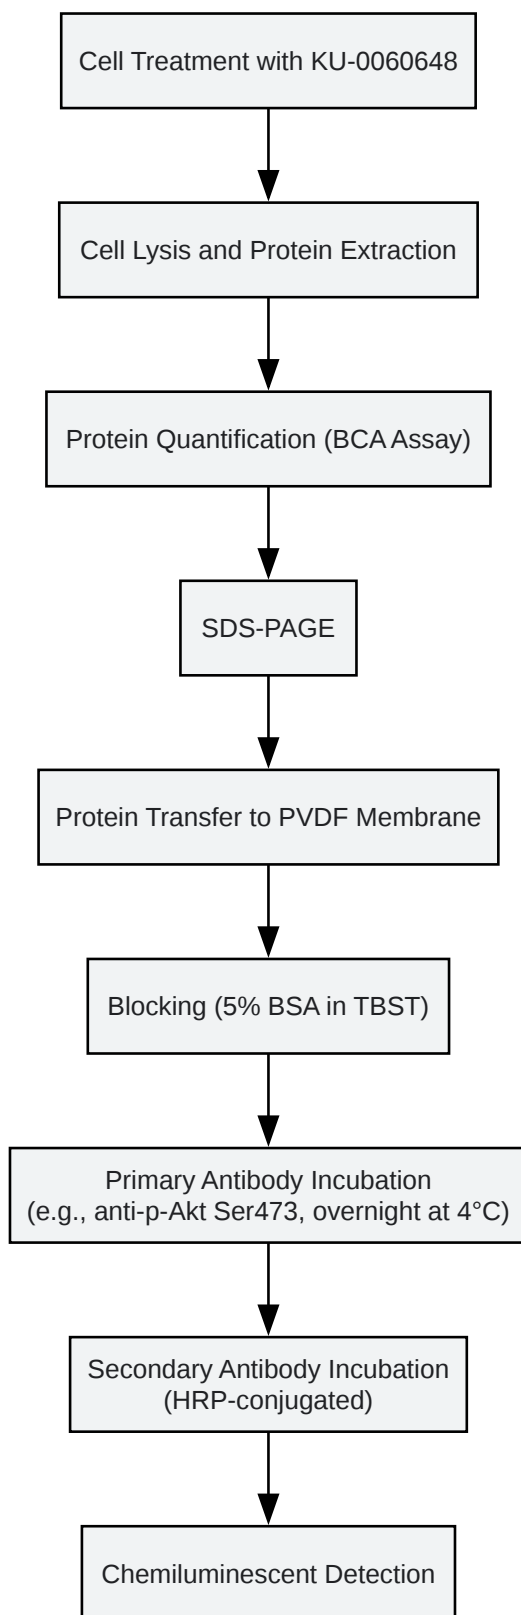 Cell Treatment with KU-0060648
Cell Lysis and Protein Extraction
Protein Quantification (BCA Assay)
SDS-PAGE
Protein Transfer to PVDF Membrane
Blocking (5% BSA in TBST)
Primary Antibody Incubation
(e.g., anti-p-Akt Ser473, overnight at 4°C)
Secondary Antibody Incubation
(HRP-conjugated)
Chemiluminescent Detection